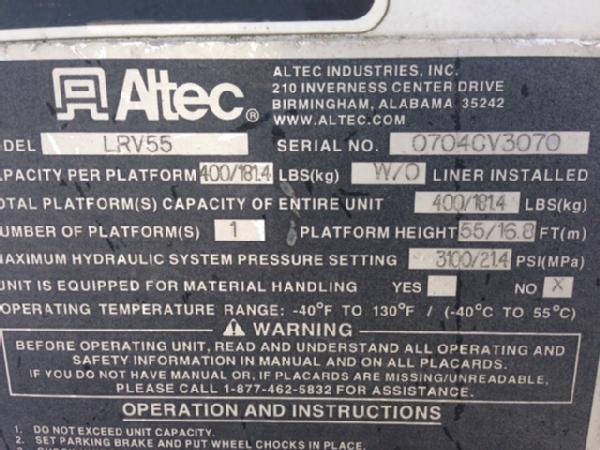 Altec®
ALTEC INDUSTRIES, INC.
210 INVERNESS CENTER DRIVE
BIRMINGHAM, ALABAMA 35242
WWW.ALTEC.COM
ODEL LRV55 SERIAL NO. 0704CV3070
APACITY PER PLATFORM 400/181.4 LBS(kg) W/O LINER INSTALLED
OTAL PLATFORM(S) CAPACITY OF ENTIRE UNIT 400/181.4 LBS(kg)
NUMBER OF PLATFORM(S) 1 PLATFORM HEIGHT 55/16.8 FT(m)
MAXIMUM HYDRAULIC SYSTEM PRESSURE SETTING 3100/21.4 PSI(MPa)
UNIT IS EQUIPPED FOR MATERIAL HANDLING YES NO X
OPERATING TEMPERATURE RANGE: -40°F TO 130°F / (-40°C TO 55°C)
WARNING
BEFORE OPERATING UNIT, READ AND UNDERSTAND ALL OPERATING AND
SAFETY INFORMATION IN MANUAL AND ON ALL PLACARDS.
IF YOU DO NOT HAVE MANUAL OR, IF PLACARDS ARE MISSING/UNREADABLE,
PLEASE CALL 1-877-462-5832 FOR ASSISTANCE.
OPERATION AND INSTRUCTIONS
1. DO NOT EXCEED UNIT CAPACITY.
2. SET PARKING BRAKE AND PUT WHEEL CHOCKS IN PLACE.